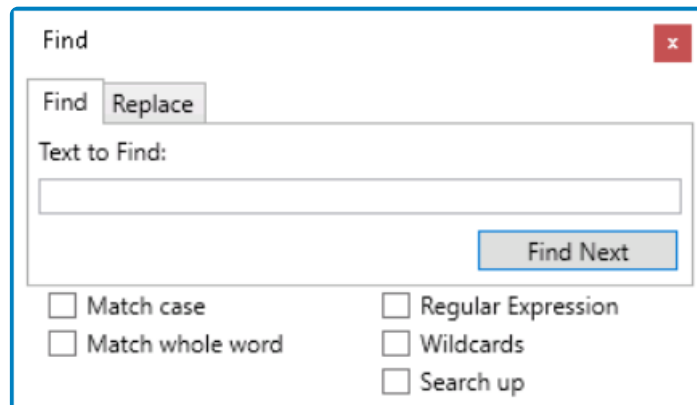 Find
x
Find Replace
Text to Find:
Find Next
Match case
Regular Expression
Match whole word
Wildcards
Search up